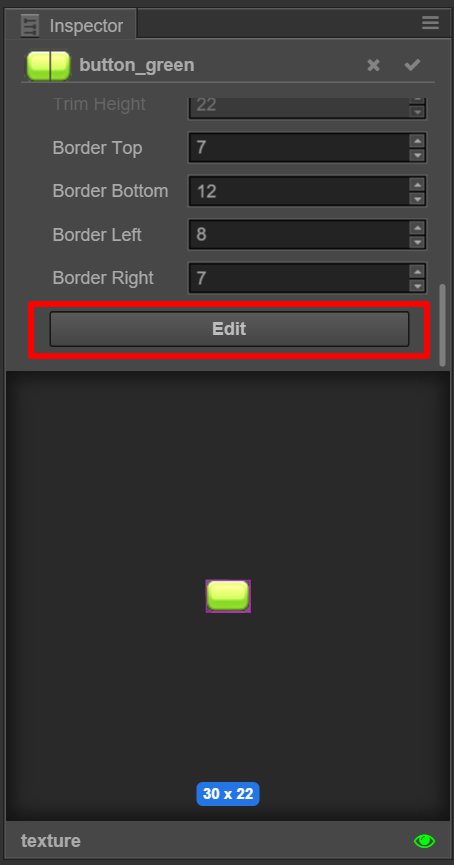 Inspector
button_green
Trim Height 22
Border Top 7
Border Bottom 12
Border Left 8
Border Right 7
Edit
30 x 22
texture